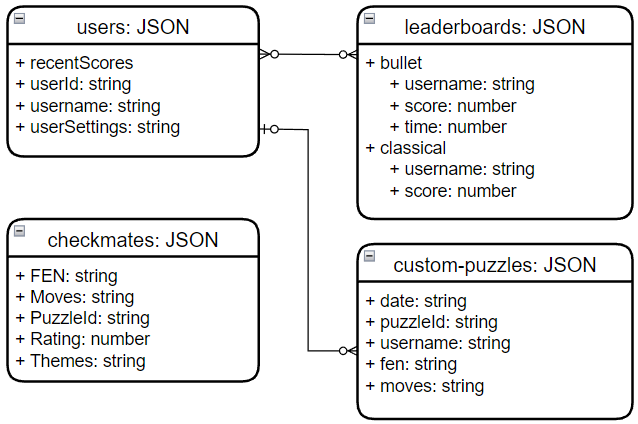 users: JSON
+ recentScores
+ userId: string
+ username: string
+ userSettings: string
leaderboards: JSON
+ bullet
+ username: string
+ score: number
+ time: number
+ classical
+ username: string
+ score: number
checkmates: JSON
+ FEN: string
+ Moves: string
+ PuzzleId: string
+ Rating: number
+ Themes: string
custom-puzzles: JSON
+ date: string
+ puzzleId: string
+ username: string
+ fen: string
+ moves: string